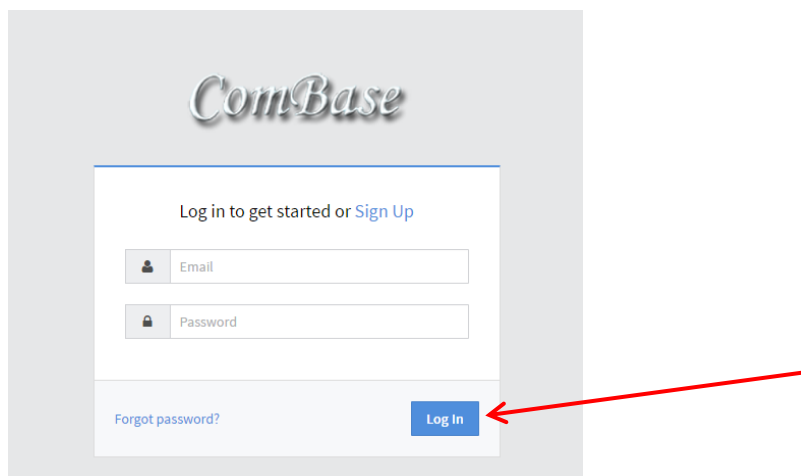 ComBase
Log in to get started or Sign Up
Email
Password
Forgot password? Log In